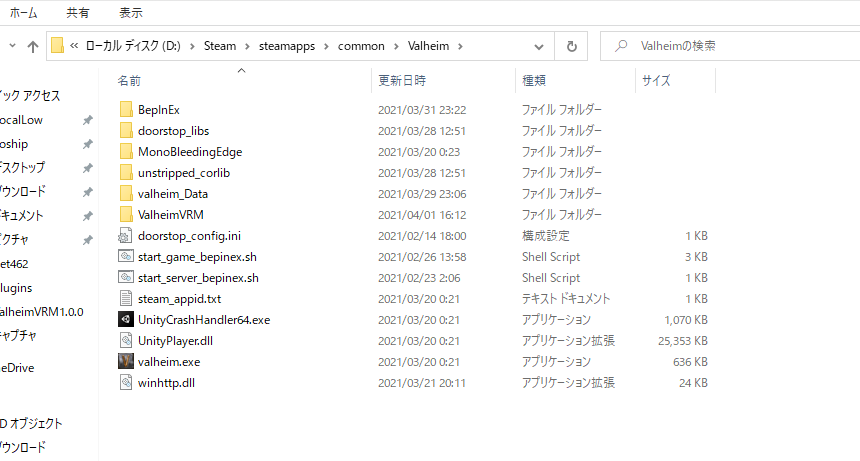 ホーム 共有 表示
« ローカル ディスク (D:) › Steam › steamapps › common › Valheim › Valheimの検索
名前 更新日時 種類 サイズ
イック アクセス
ocalLow
oship
デスクトップ
ダウンロード
ドキュメント
ピクチャ
et462
lugins
alheimVRM1.0.0
キャプチャ
eDrive
D オブジェクト
ダウンロード
BepInEx 2021/03/31 23:22 ファイル フォルダー
doorstop_libs 2021/03/28 12:51 ファイル フォルダー
MonoBleedingEdge 2021/03/20 0:23 ファイル フォルダー
unstripped_corlib 2021/03/28 12:51 ファイル フォルダー
valheim_Data 2021/03/29 23:06 ファイル フォルダー
ValheimVRM 2021/04/01 16:12 ファイル フォルダー
doorstop_config.ini 2021/02/14 18:00 構成設定 1 KB
start_game_bepinex.sh 2021/02/26 13:58 Shell Script 3 KB
start_server_bepinex.sh 2021/02/23 2:06 Shell Script 1 KB
steam_appid.txt 2021/03/20 0:21 テキスト ドキュメント 1 KB
UnityCrashHandler64.exe 2021/03/20 0:21 アプリケーション 1,070 KB
UnityPlayer.dll 2021/03/20 0:21 アプリケーション拡張 25,353 KB
valheim.exe 2021/03/20 0:21 アプリケーション 636 KB
winhttp.dll 2021/03/21 20:11 アプリケーション拡張 24 KB